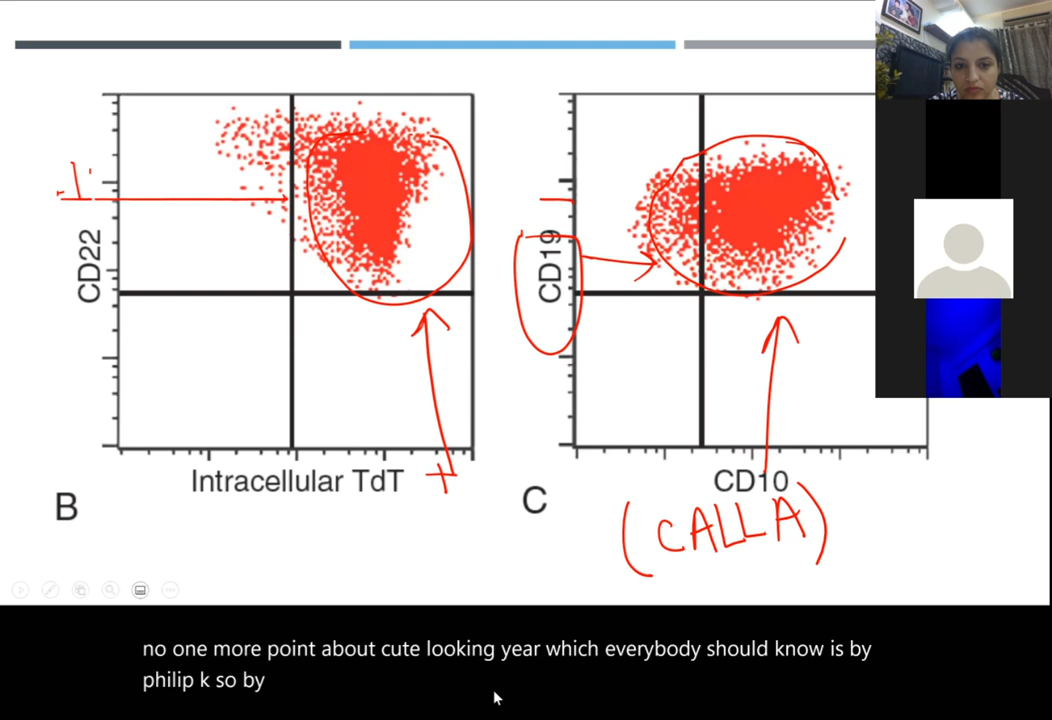 CD22
Intracellular TdT
+
B
CD19
CD10
(CALLA)
C
no one more point about cute looking year which everybody should know is by
philip k so by